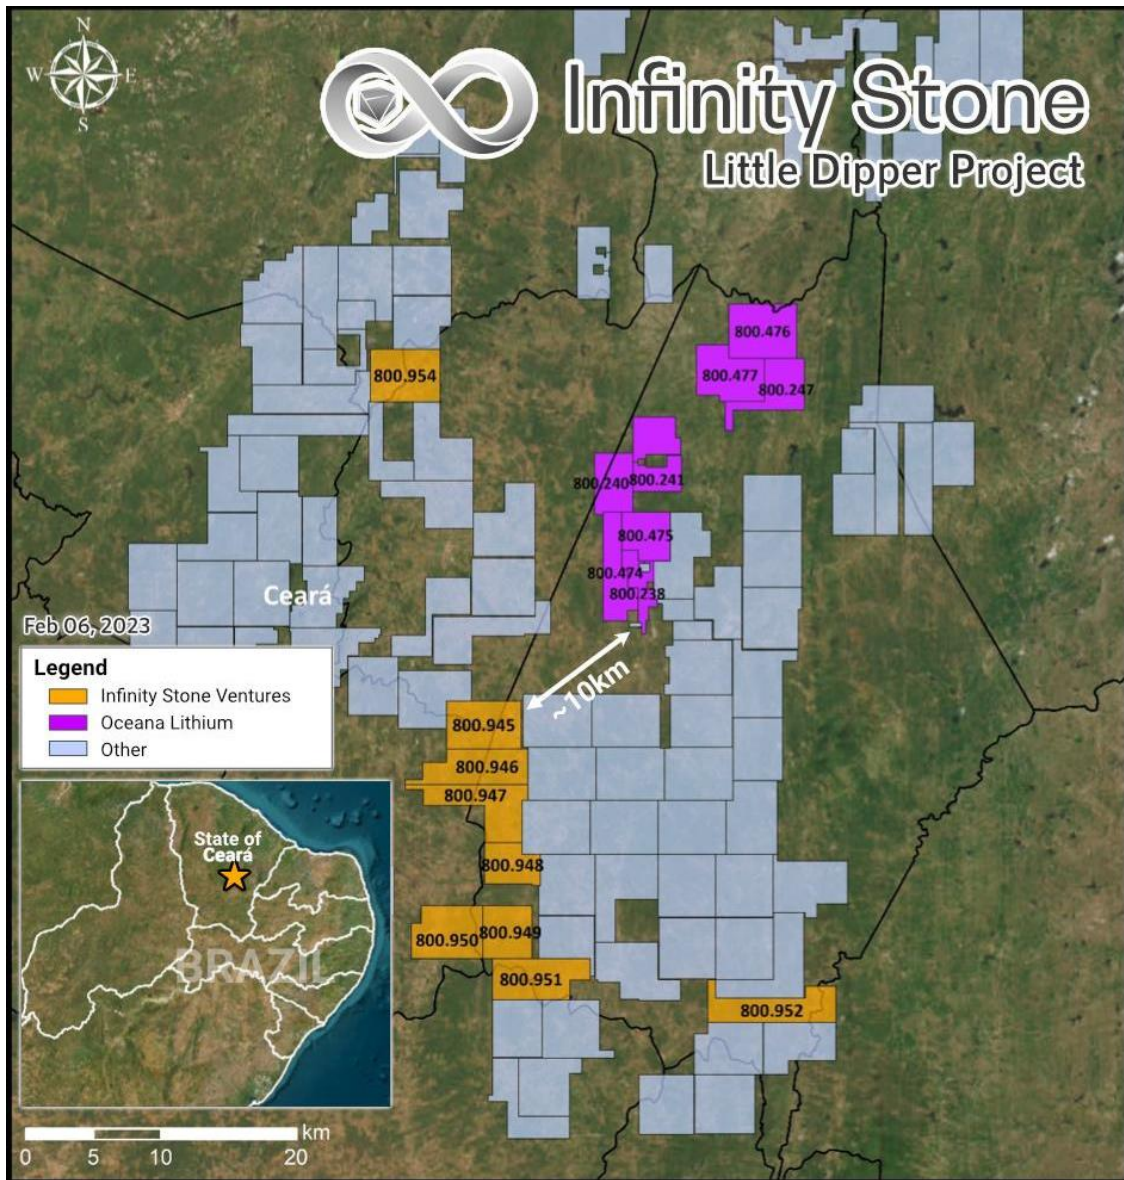 N
W E
S
Infinity Stone
Little Dipper Project
800.476
800.954
800.477
800.247
800.240
800.241
800.475
800.474
800.238
Ceará
Feb 06, 2023
Legend
Infinity Stone Ventures
Oceana Lithium
Other
~10km
800.945
800.946
800.947
800.948
800.950
800.949
800.951
800.952
State of
Ceará
BRAZIL
km
0 5 10 20